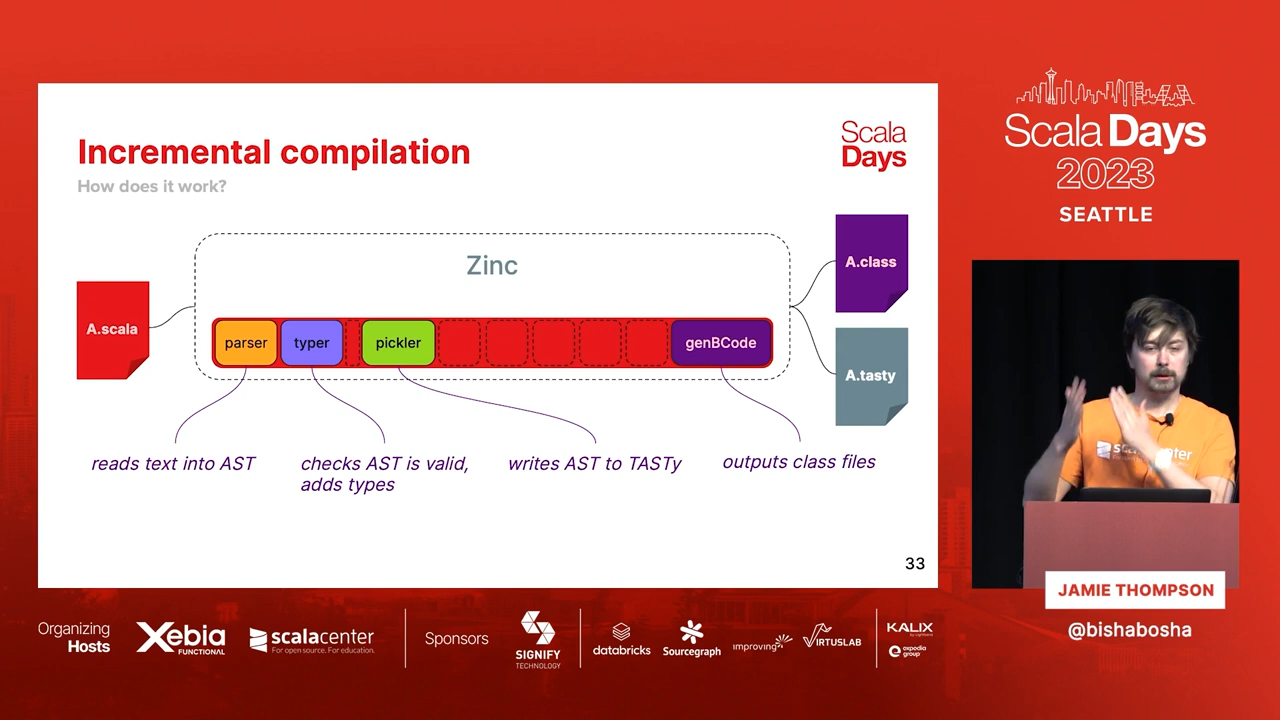 Incremental compilation
How does it work?
Scala
Days
Zinc
A.scala
parser
typer
pickler
genBCode
A.class
A.tasty
reads text into AST
checks AST is valid,
adds types
writes AST to TASTy
outputs class files
33
Scala Days
2023
SEATTLE
scalacenter
JAMIE THOMPSON
@bishabosha
Organizing
Hosts
Xebia
FUNCTIONAL
scalacenter
For open source. For education.
Sponsors
SIGNIFY
TECHNOLOGY
databricks
Sourcegraph
improving
VIRTUSLAB
KALIX
by Lightbend
expedia
group